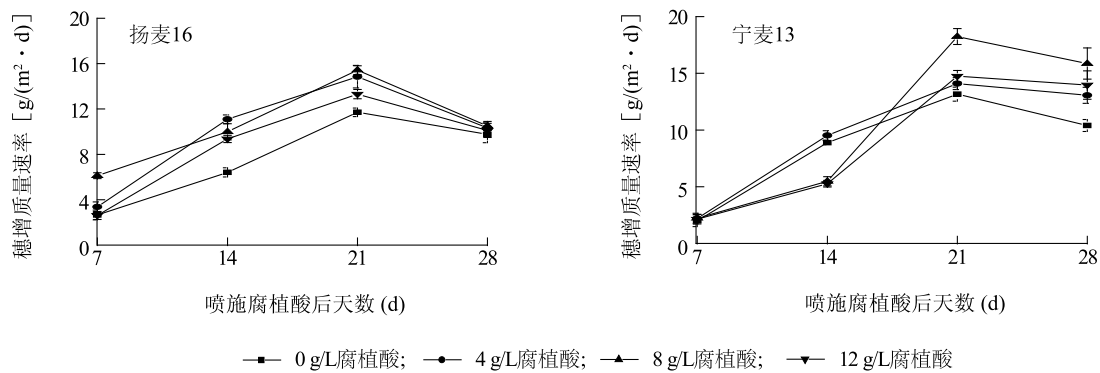 扬麦16
穗增质量速率［g/(m²·d)］
20
16
12
8
4
0
7 14 21 28
喷施腐植酸后天数 (d)
宁麦13
穗增质量速率［g/(m²·d)］
20
15
10
5
0
7 14 21 28
喷施腐植酸后天数 (d)
0 g/L腐植酸; 4 g/L腐植酸; 8 g/L腐植酸; 12 g/L腐植酸